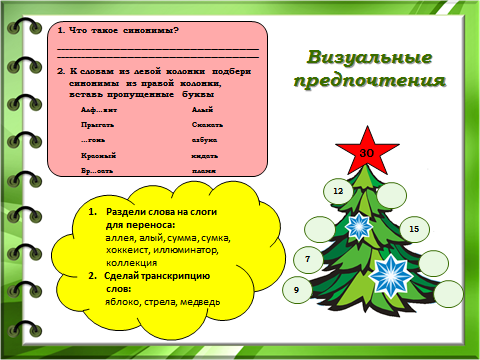 1. Что такое синонимы?
2. К словам из левой колонки подбери
синонимы из правой колонки,
вставь пропущенные буквы
Алф...вит Алый
Прыгать Скакать
...гонь азбука
Красный кидать
Бр...сать пламя
Визуальные
предпочтения
30
12
15
7
9
1. Раздели слова на слоги
для переноса:
аллея, алый, сумма, сумка,
хоккеист, иллюминатор,
коллекция
2. Сделай транскрипцию
слов:
яблоко, стрела, медведь